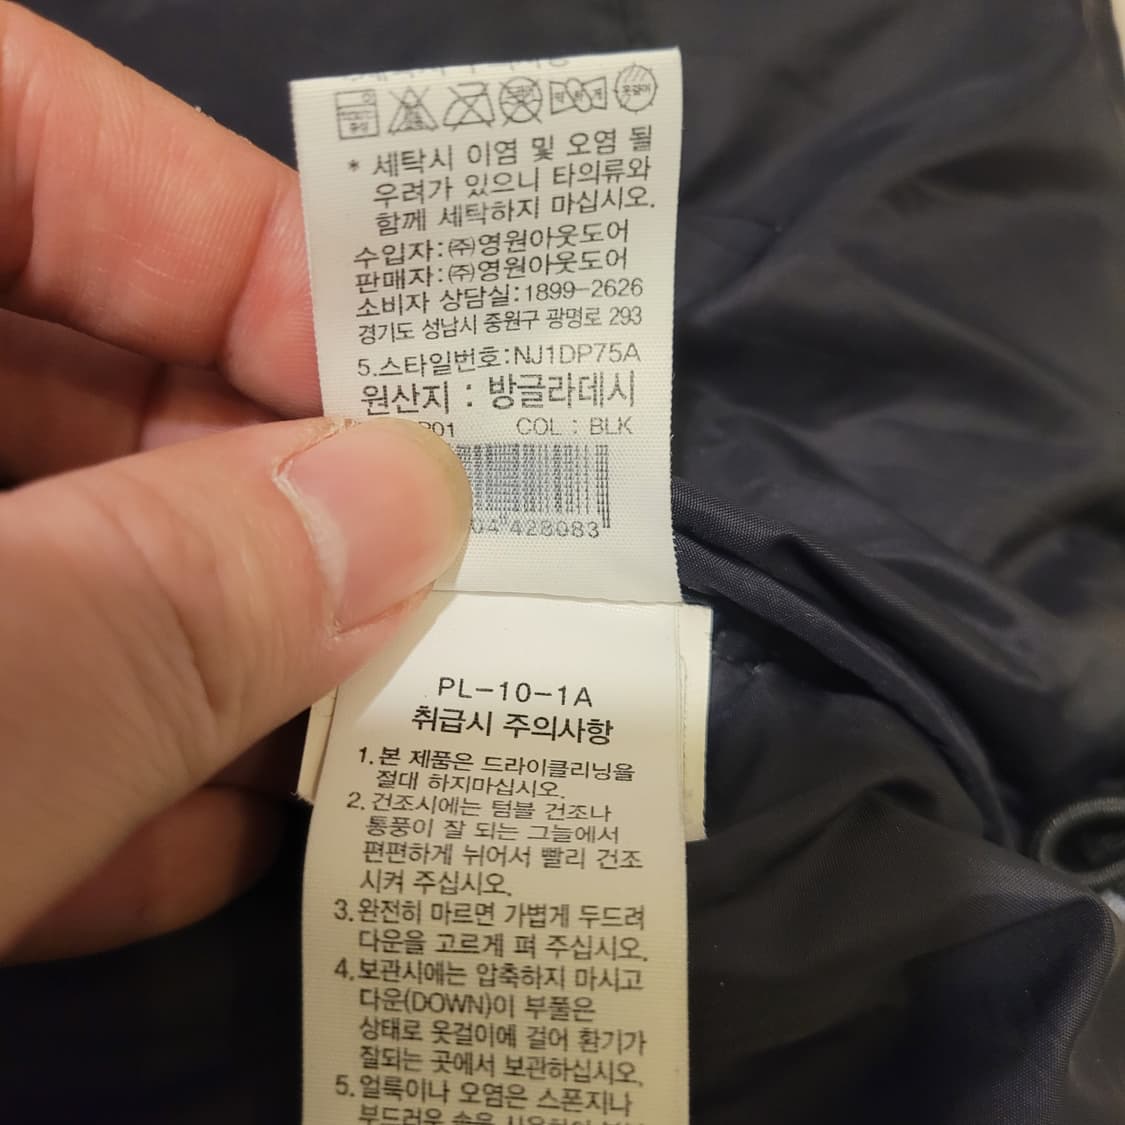 * 세탁시 이염 및 오염 될
우려가 있으니 타의류와
함께 세탁하지 마십시오.
수입자:㈜영원아웃도어
판매자:㈜영원아웃도어
소비자 상담실:1899-2626
경기도 성남시 중원구 광명로 293
5.스타일번호:NJ1DP75A
원산지 : 방글라데시
COL : BLK
428083
PL-10-1A
취급시 주의사항
1.본 제품은 드라이클리닝을
절대 하지마십시오.
2.건조시에는 텀블 건조나
통풍이 잘 되는 그늘에서
편편하게 뉘어서 빨리 건조
시켜 주십시오.
3.완전히 마르면 가볍게 두드려
다운을 고르게 펴 주십시오.
4.보관시에는 압축하지 마시고
다운(DOWN)이 부풀은
상태로 옷걸이에 걸어 환기가
잘되는 곳에서 보관하십시오.
5.얼룩이나 오염은 스폰지나